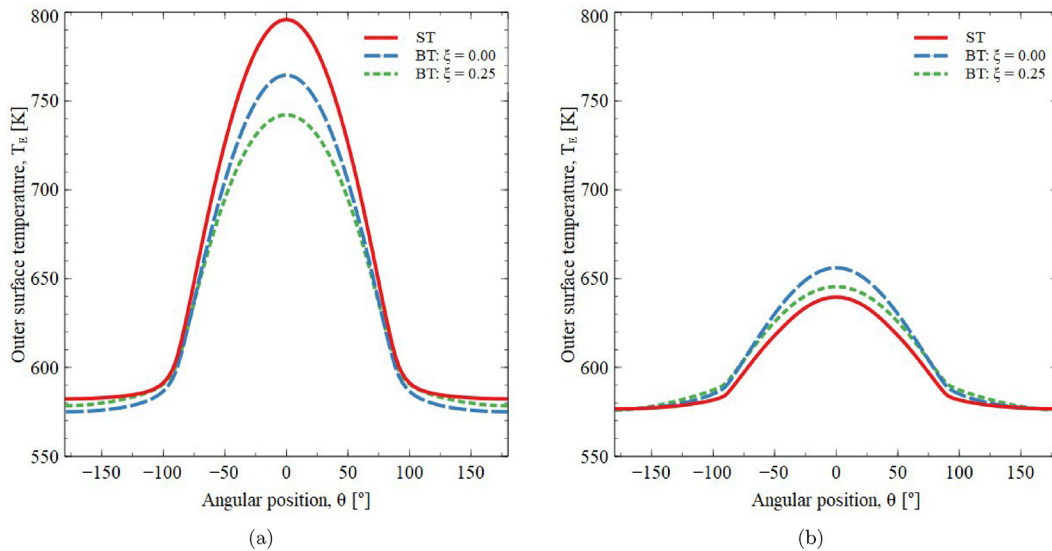 800
750
700
650
600
550
Outer surface temperature, T_E [K]
ST
BT: ξ = 0.00
BT: ξ = 0.25
−150 −100 −50 0 50 100 150
Angular position, θ [°]
(a)
800
750
700
650
600
550
Outer surface temperature, T_E [K]
ST
BT: ξ = 0.00
BT: ξ = 0.25
−150 −100 −50 0 50 100 150
Angular position, θ [°]
(b)